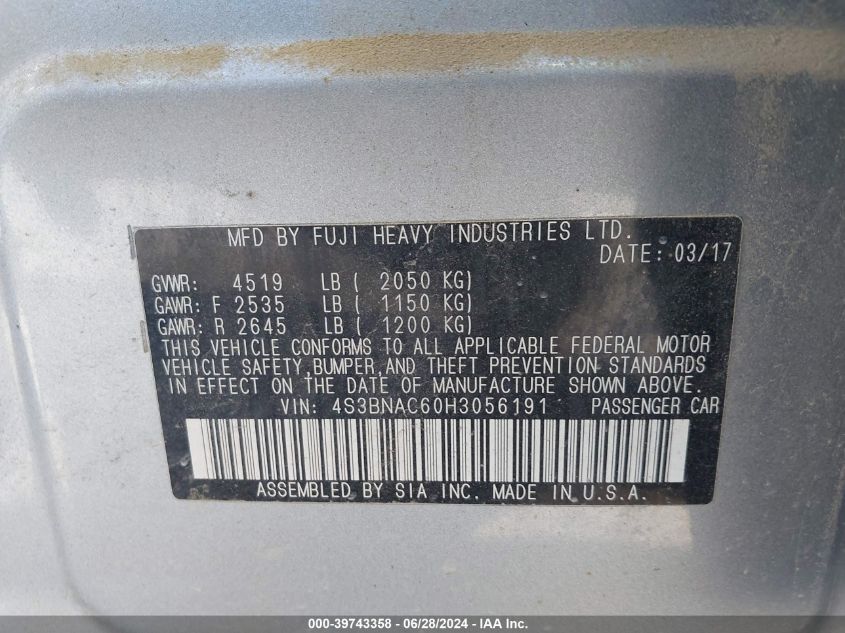 MFD BY FUJI HEAVY INDUSTRIES LTD.
DATE: 03/17
GVWR: 4519 LB ( 2050 KG)
GAWR: F 2535 LB ( 1150 KG)
GAWR: R 2645 LB ( 1200 KG)
THIS VEHICLE CONFORMS TO ALL APPLICABLE FEDERAL MOTOR
VEHICLE SAFETY, BUMPER, AND THEFT PREVENTION STANDARDS
IN EFFECT ON THE DATE OF MANUFACTURE SHOWN ABOVE.
VIN: 4S3BNAC60H3056191 PASSENGER CAR
ASSEMBLED BY SIA INC. MADE IN U.S.A.
000-39743358 - 06/28/2024 - IAA Inc.